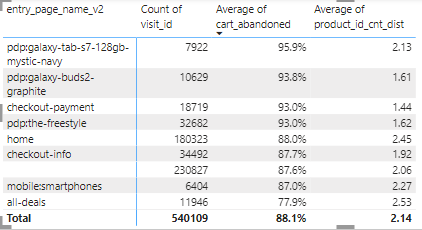 entry_page_name_v2 Count of visit_id Average of cart_abandoned Average of product_id_cnt_dist
pdp:galaxy-tab-s7-128gb-mystic-navy 7922 95.9% 2.13
pdp:galaxy-buds2-graphite 10629 93.8% 1.61
checkout-payment 18719 93.0% 1.44
pdp:the-freestyle 32682 93.0% 1.62
home 180323 88.0% 2.45
checkout-info 34492 87.7% 1.92
230827 87.6% 2.06
mobile:smartphones 6404 87.0% 2.27
all-deals 11946 77.9% 2.53
Total 540109 88.1% 2.14